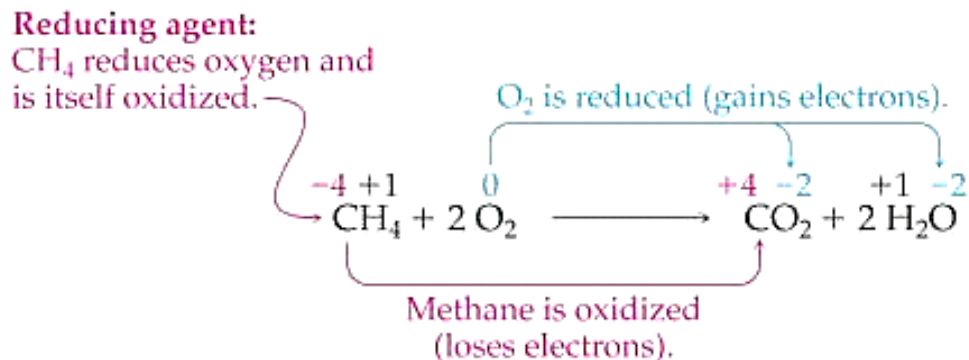 Reducing agent:
CH₄ reduces oxygen and
is itself oxidized.
O₂ is reduced (gains electrons).
−4 +1 0 +4 −2 +1 −2
CH₄ + 2 O₂ ⟶ CO₂ + 2 H₂O
Methane is oxidized
(loses electrons).